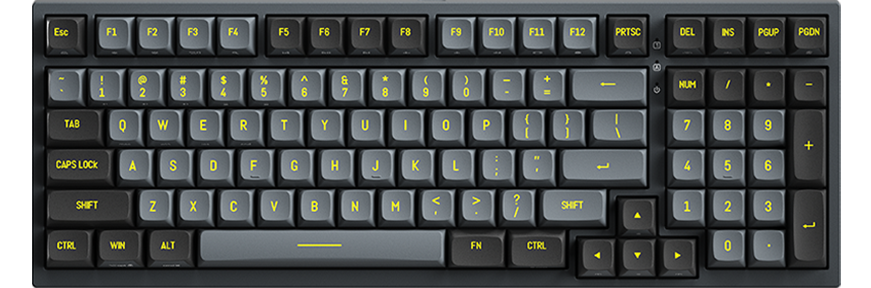 Esc F1 F2 F3 F4 F5 F6 F7 F8 F9 F10 F11 F12 PRTSC DEL INS PGUP PGDN
~ ! @ # $ % ^ & * ( ) _ +
` 1 2 3 4 5 6 7 8 9 0 - = ← NUM / * -
TAB Q W E R T Y U I O P { [ } ] | \ 7 8 9 +
CAPS LOCK A S D F G H J K L : ; " ' ↵ 4 5 6
SHIFT Z X C V B N M < , > . ? / SHIFT ▲ 1 2 3 ↵
CTRL WIN ALT FN CTRL ◄ ▼ ► 0 .